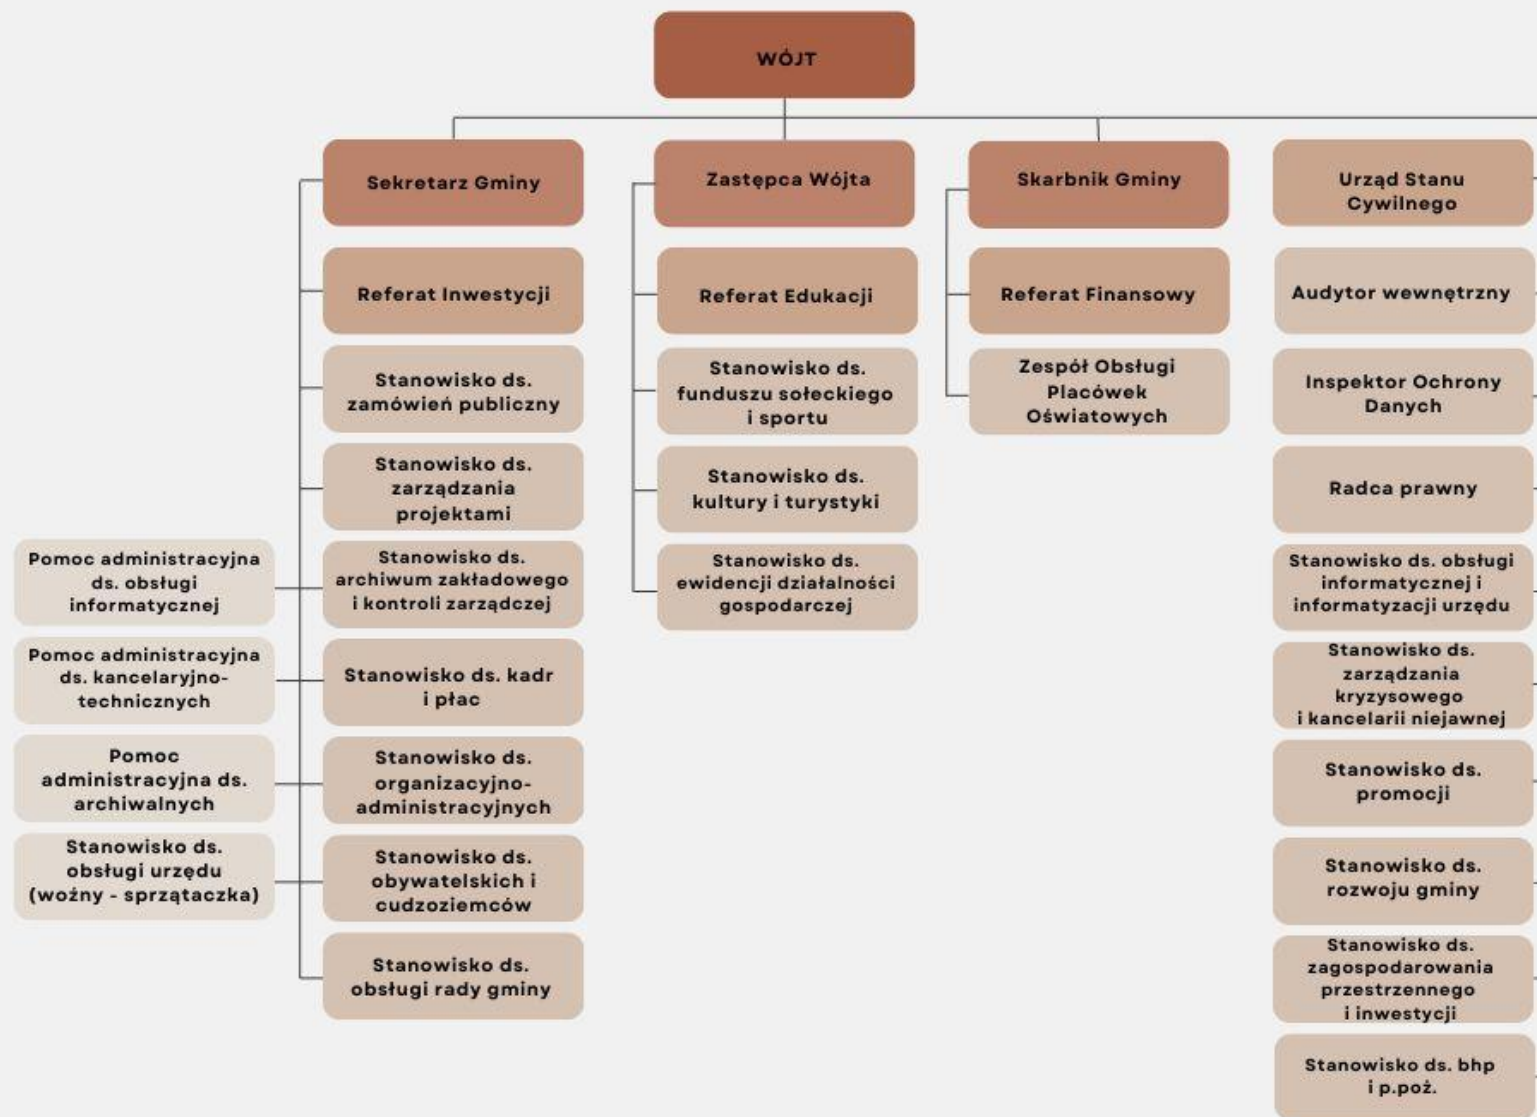 WÓJT
Sekretarz Gminy
Referat Inwestycji
Stanowisko ds.
zamówień publiczny
Stanowisko ds.
zarządzania
projektami
Stanowisko ds.
archiwum zakładowego
i kontroli zarządczej
Stanowisko ds. kadr
i płac
Stanowisko ds.
organizacyjno-
administracyjnych
Stanowisko ds.
obywatelskich i
cudzoziemców
Stanowisko ds.
obsługi rady gminy
Pomoc administracyjna
ds. obsługi
informatycznej
Pomoc administracyjna
ds. kancelaryjno-
technicznych
Pomoc
administracyjna ds.
archiwalnych
Stanowisko ds.
obsługi urzędu
(woźny - sprzątaczka)
Zastępca Wójta
Referat Edukacji
Stanowisko ds.
funduszu sołeckiego
i sportu
Stanowisko ds.
kultury i turystyki
Stanowisko ds.
ewidencji działalności
gospodarczej
Skarbnik Gminy
Referat Finansowy
Zespół Obsługi
Placówek
Oświatowych
Urząd Stanu
Cywilnego
Audytor wewnętrzny
Inspektor Ochrony
Danych
Radca prawny
Stanowisko ds. obsługi
informatycznej i
informatyzacji urzędu
Stanowisko ds.
zarządzania
kryzysowego
i kancelarii niejawnej
Stanowisko ds.
promocji
Stanowisko ds.
rozwoju gminy
Stanowisko ds.
zagospodarowania
przestrzennego
i inwestycji
Stanowisko ds. bhp
i p.poż.